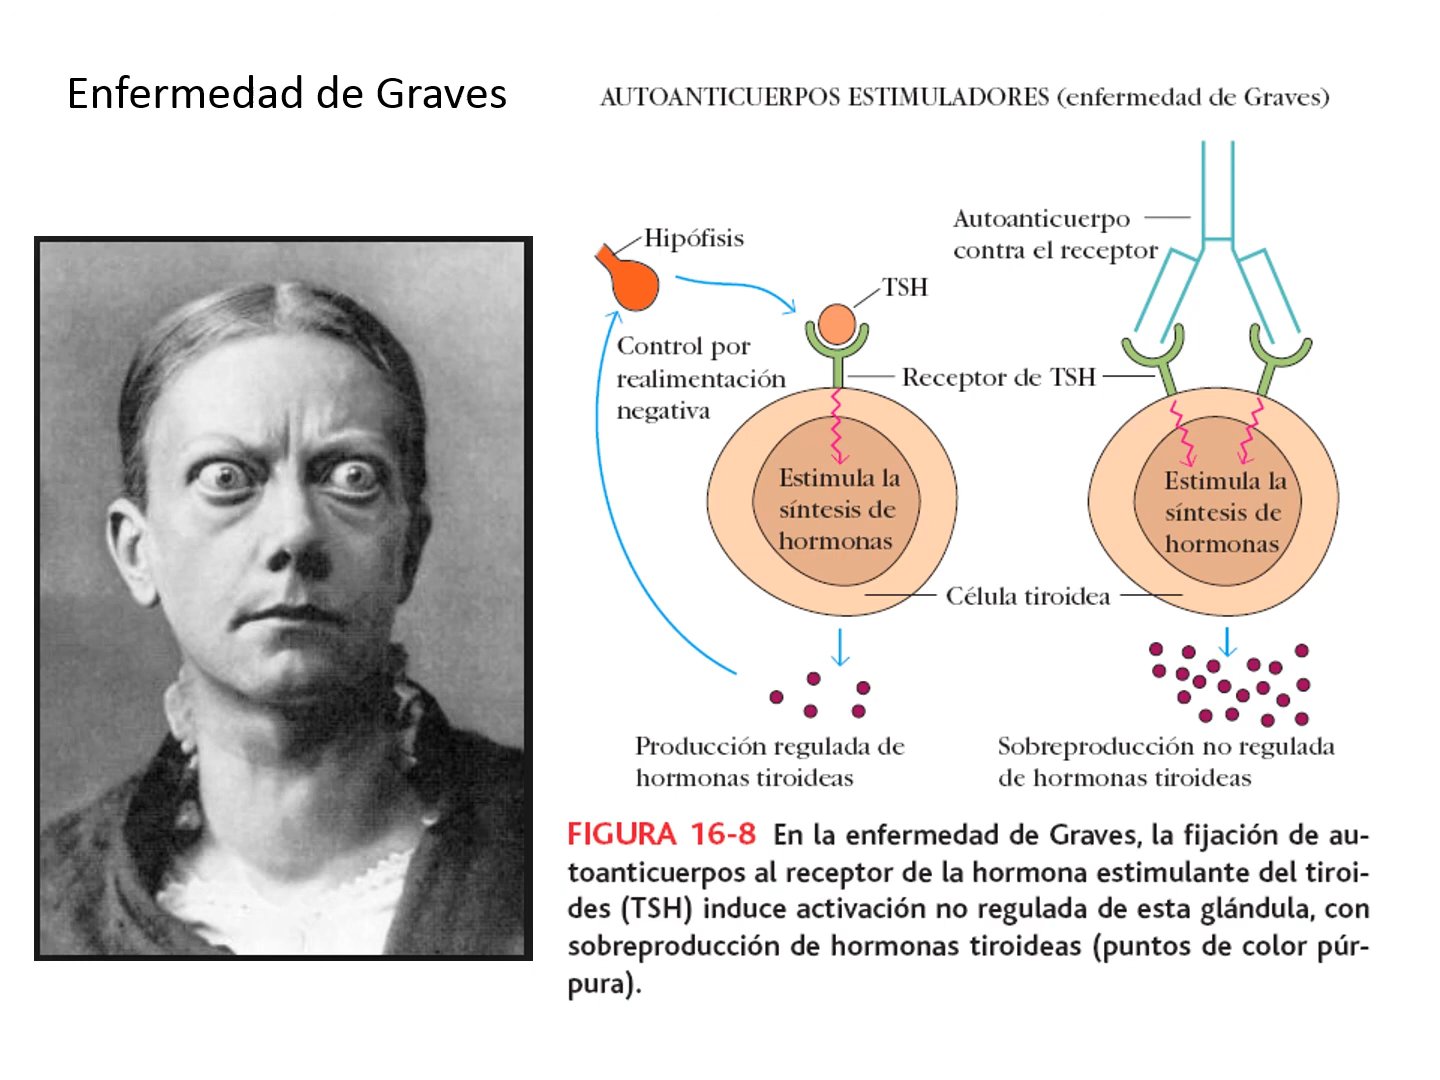 Enfermedad de Graves
AUTOANTICUERPOS ESTIMULADORES (enfermedad de Graves)
Hipófisis
TSH
Control por
realimentación
negativa
Autoanticuerpo
contra el receptor
Receptor de TSH
Estimula la
síntesis de
hormonas
Estimula la
síntesis de
hormonas
Célula tiroidea
Producción regulada de
hormonas tiroideas
Sobreproducción no regulada
de hormonas tiroideas
FIGURA 16-8 En la enfermedad de Graves, la fijación de au-
toanticuerpos al receptor de la hormona estimulante del tiroi-
des (TSH) induce activación no regulada de esta glándula, con
sobreproducción de hormonas tiroideas (puntos de color púr-
pura).